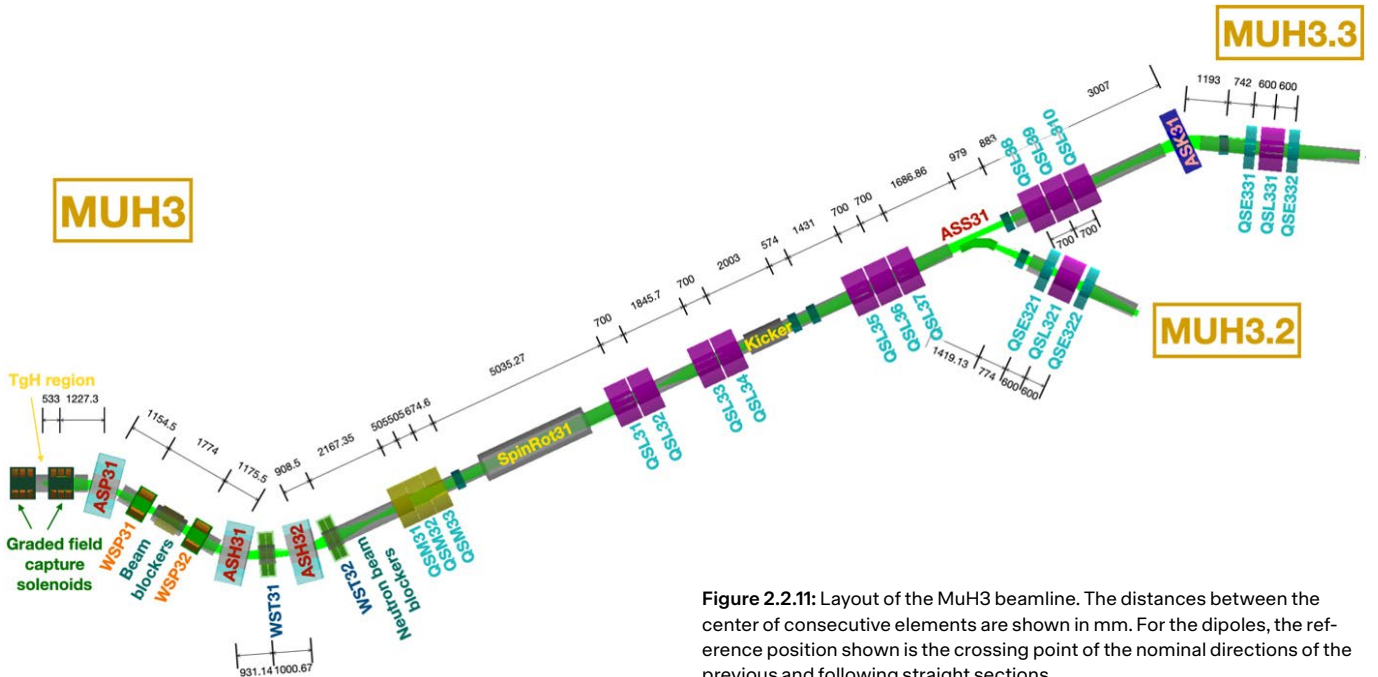 MUH3.3
1193 742 600 600
3007
ASK31
QSE331
QSL331
QSE332
MUH3
QSL38
QSL39
QSL310
883
979
1686.86
700
700
1431
574
2003
700
1845.7
700
5035.27
ASS31
700 700
QSE321
QSL321
QSE322
MUH3.2
1419.13
774
600
600
QSL35
QSL36
QSL37
Kicker
QSL33
QSL34
QSL31
QSL32
SpinRot31
TgH region
533 1227.3
1154.5
1774
1175.5
908.5
2167.35
505 505 674.6
ASP31
Graded field
capture
solenoids
WSP31
Beam
blockers
WSP32
ASH31
WST31
ASH32
WST32
Neutron beam
blockers
QSM31
QSM32
QSM33
931.14 1000.67
Figure 2.2.11: Layout of the MuH3 beamline. The distances between the
center of consecutive elements are shown in mm. For the dipoles, the ref-
erence position shown is the crossing point of the nominal directions of the
previous and following straight sections.